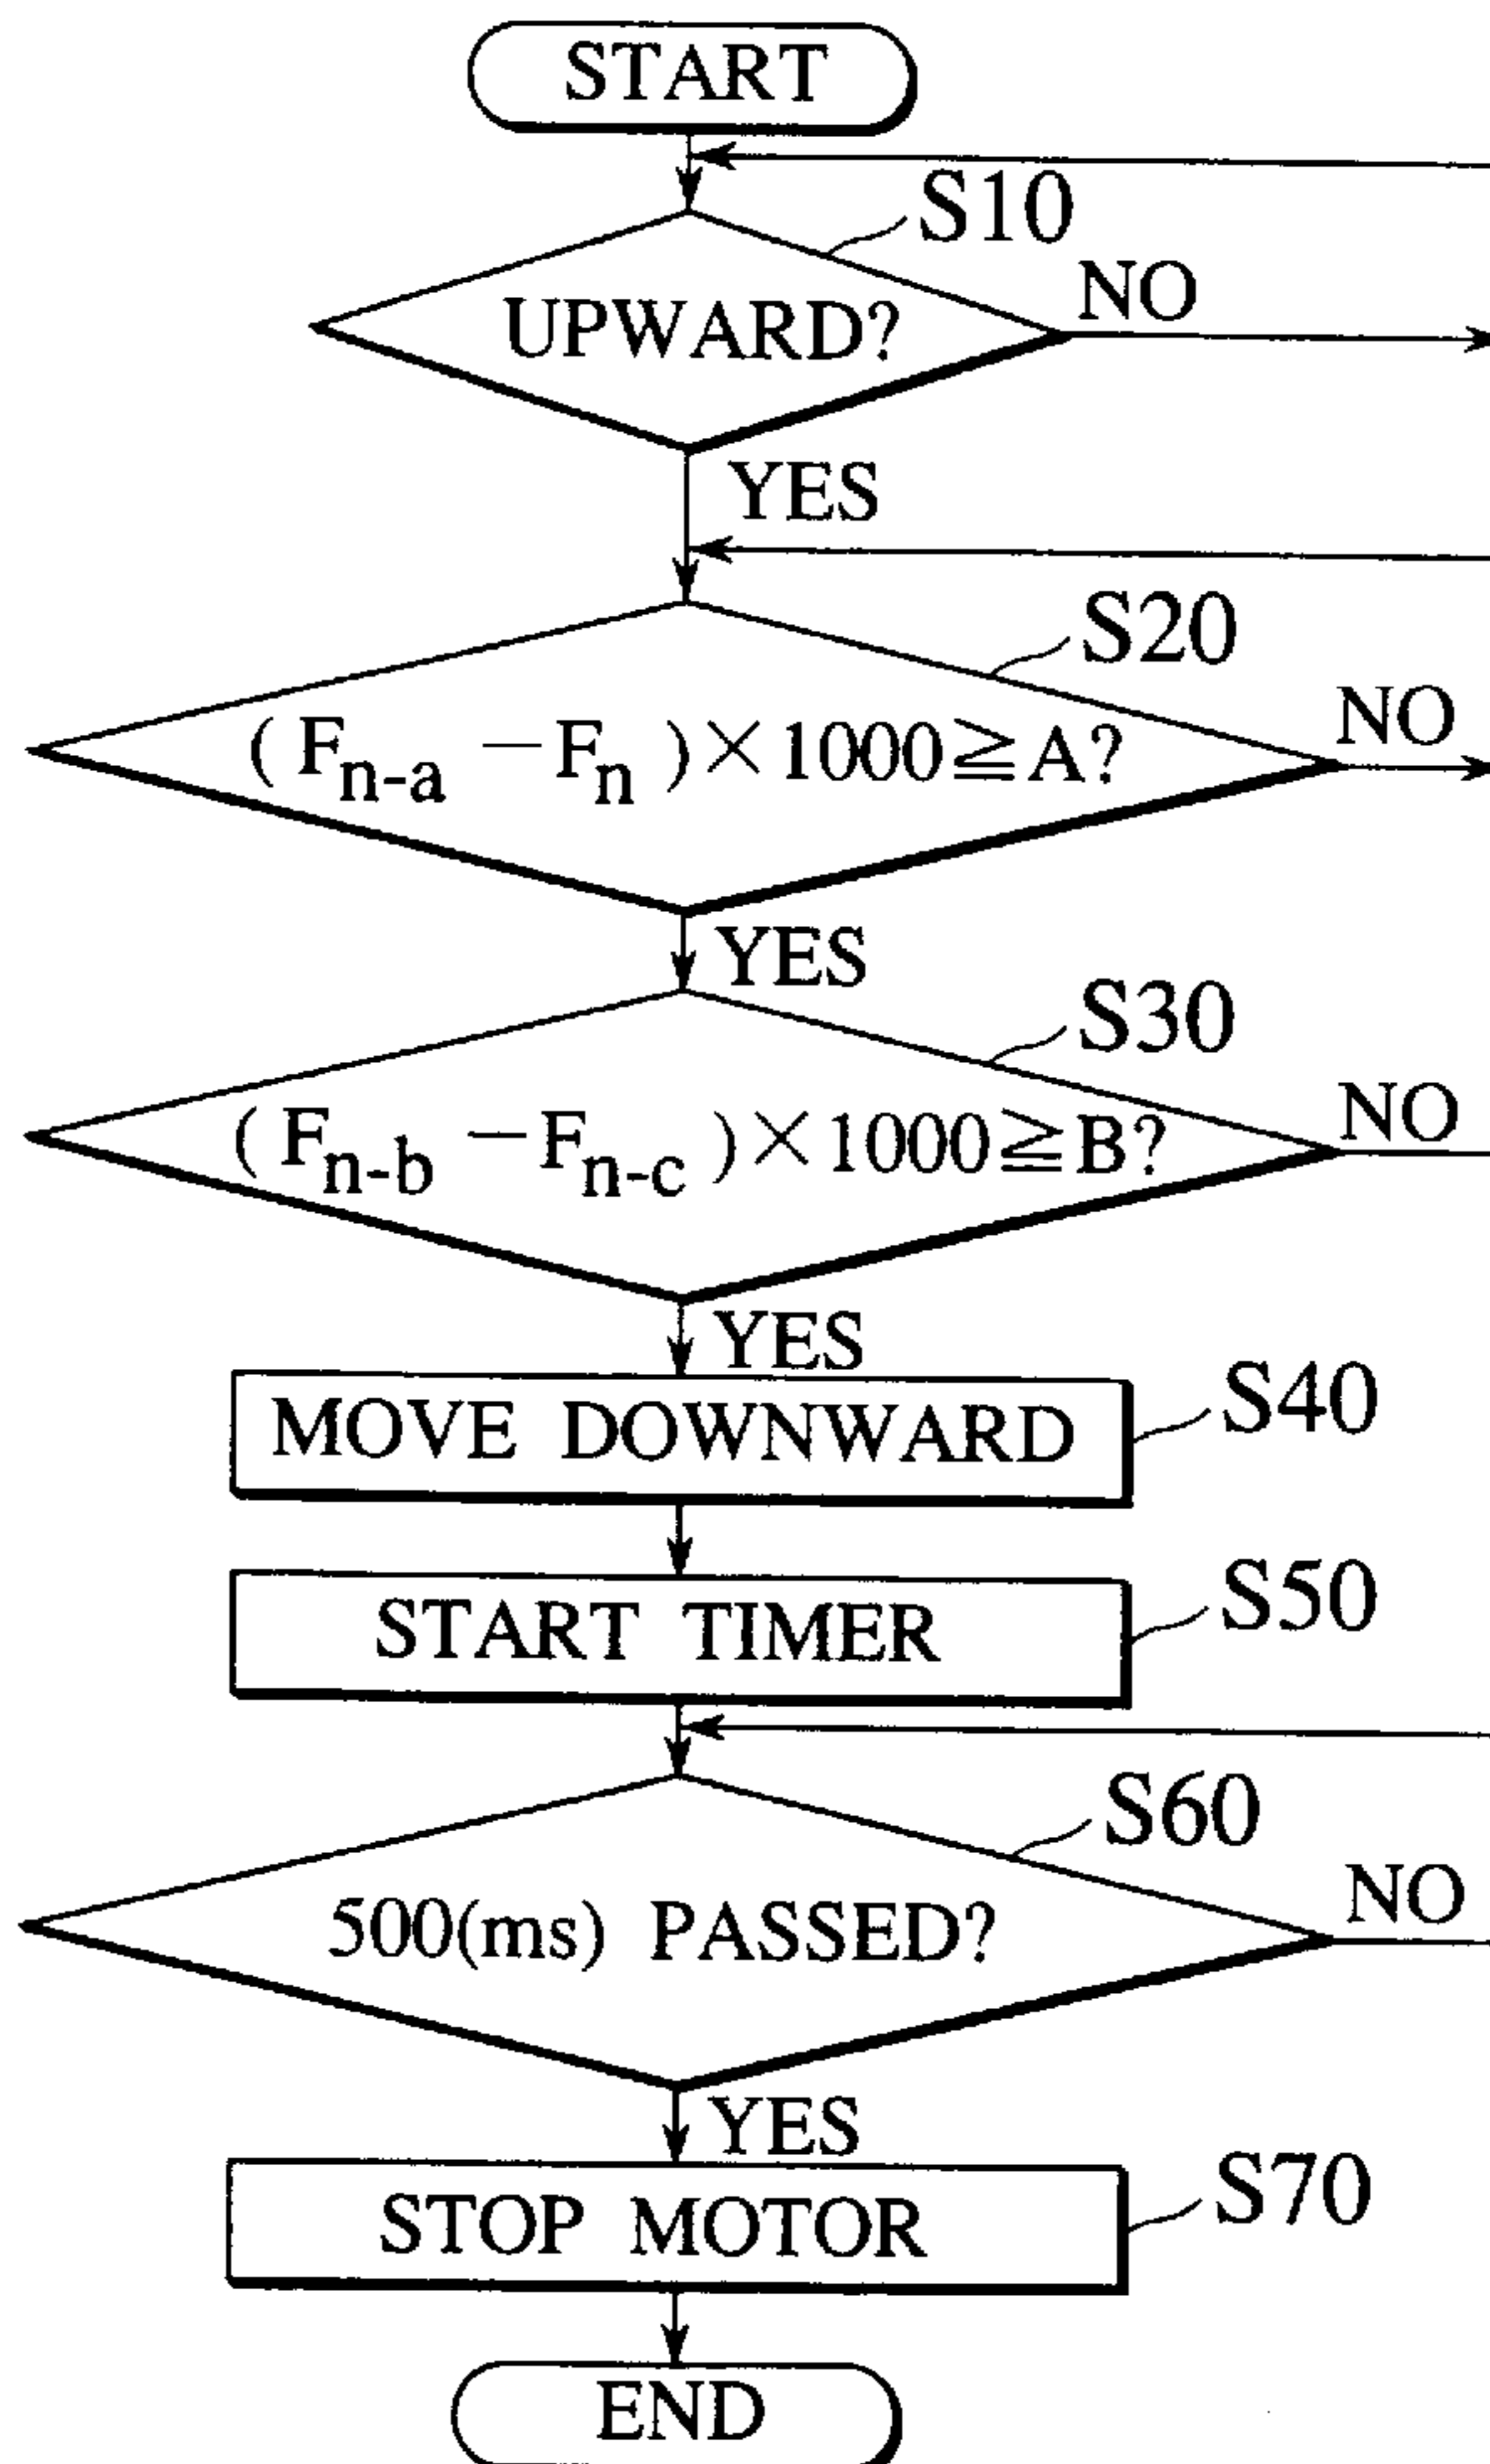 START
S10
UPWARD?
NO
YES
S20
(Fn-a −Fn)×1000≧A?
NO
YES
S30
(Fn-b −Fn-c)×1000≧B?
NO
YES
MOVE DOWNWARD
S40
START TIMER
S50
S60
500(ms) PASSED?
NO
YES
STOP MOTOR
S70
END